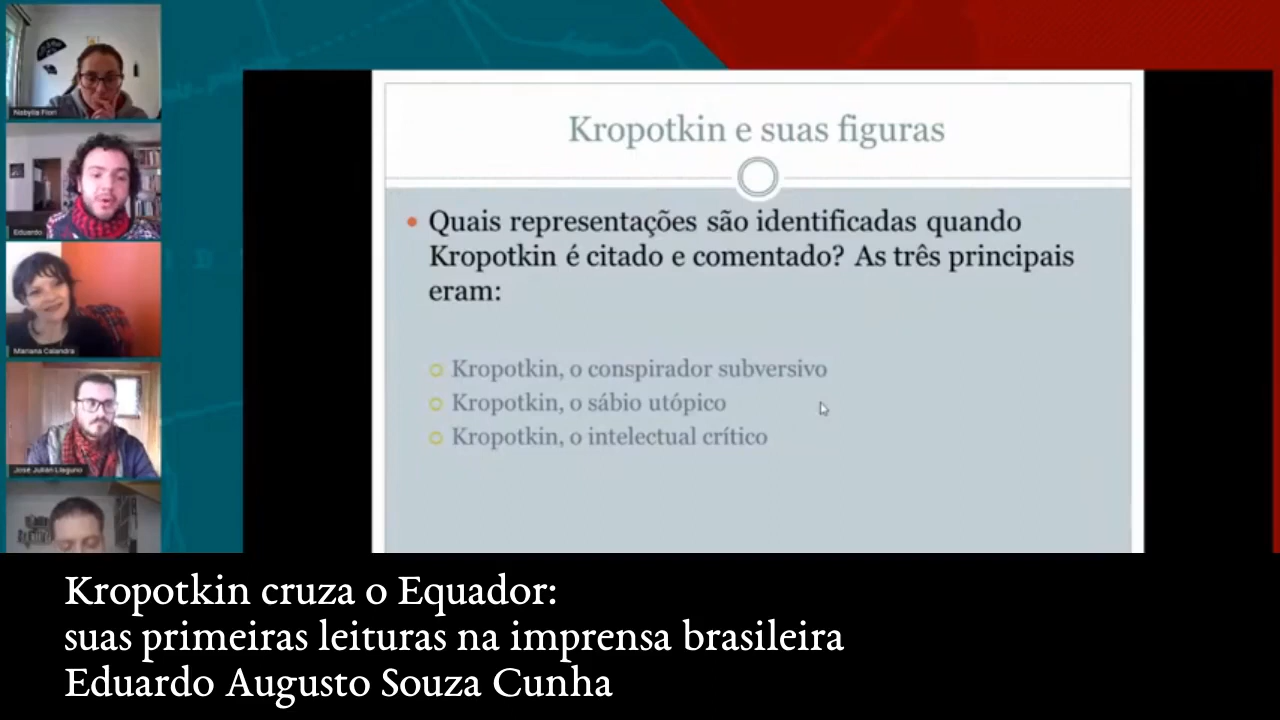 Nabylla Fiori
Eduardo
Mariana Calandra
José Julián Llaguno
Kropotkin e suas figuras
Quais representações são identificadas quando
Kropotkin é citado e comentado? As três principais
eram:
Kropotkin, o conspirador subversivo
Kropotkin, o sábio utópico
Kropotkin, o intelectual crítico
Kropotkin cruza o Equador:
suas primeiras leituras na imprensa brasileira
Eduardo Augusto Souza Cunha